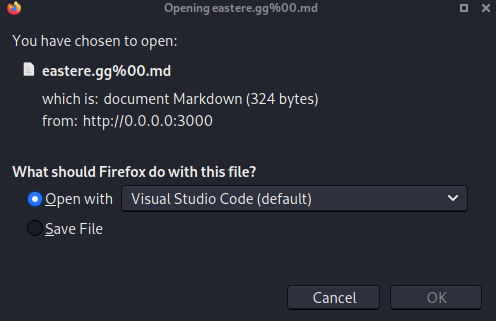 Opening eastere.gg%00.md
You have chosen to open:
eastere.gg%00.md
which is: document Markdown (324 bytes)
from: http://0.0.0.0:3000
What should Firefox do with this file?
Open with Visual Studio Code (default)
Save File
Cancel OK